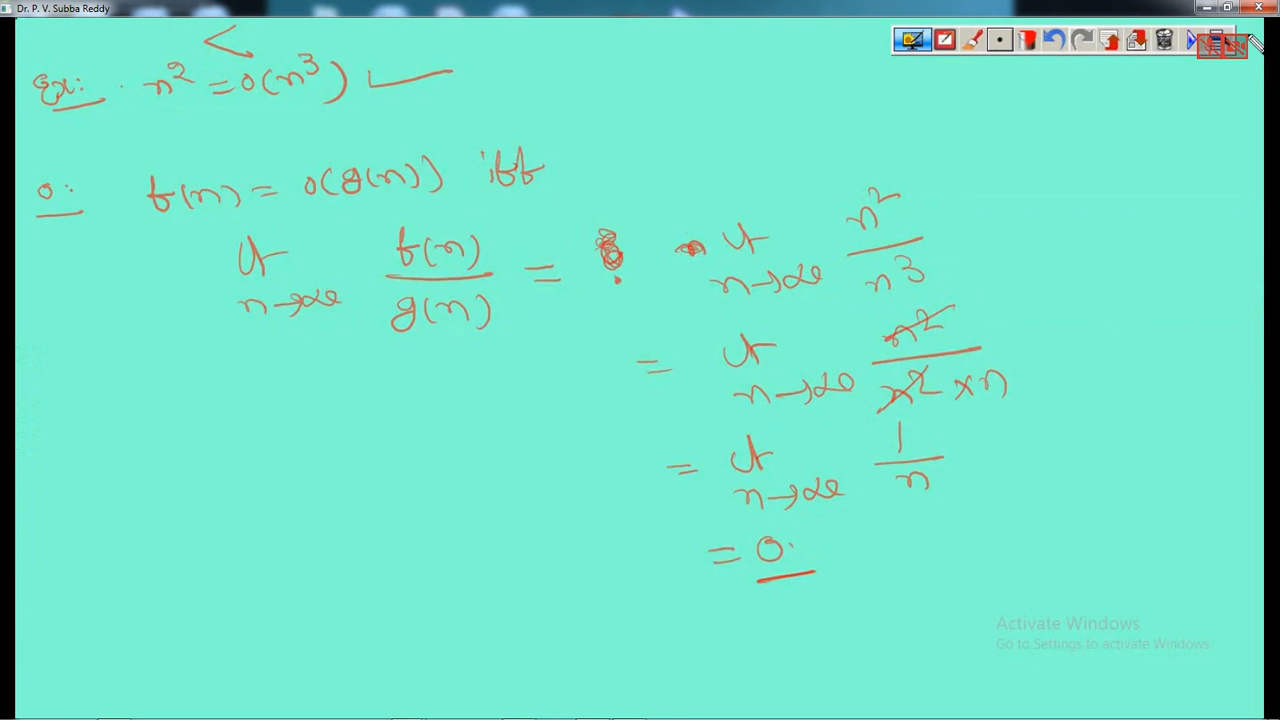 Dr. P. V. Subba Reddy
<
Ex: n² = o(n³)
o: f(n) = o(g(n)) iff
lt n→∞ f(n)/g(n) =
lt n→∞ n²/n³
= lt n→∞ n²/n²×n
= lt n→∞ 1/n
= 0.
Activate Windows
Go to Settings to activate Windows.